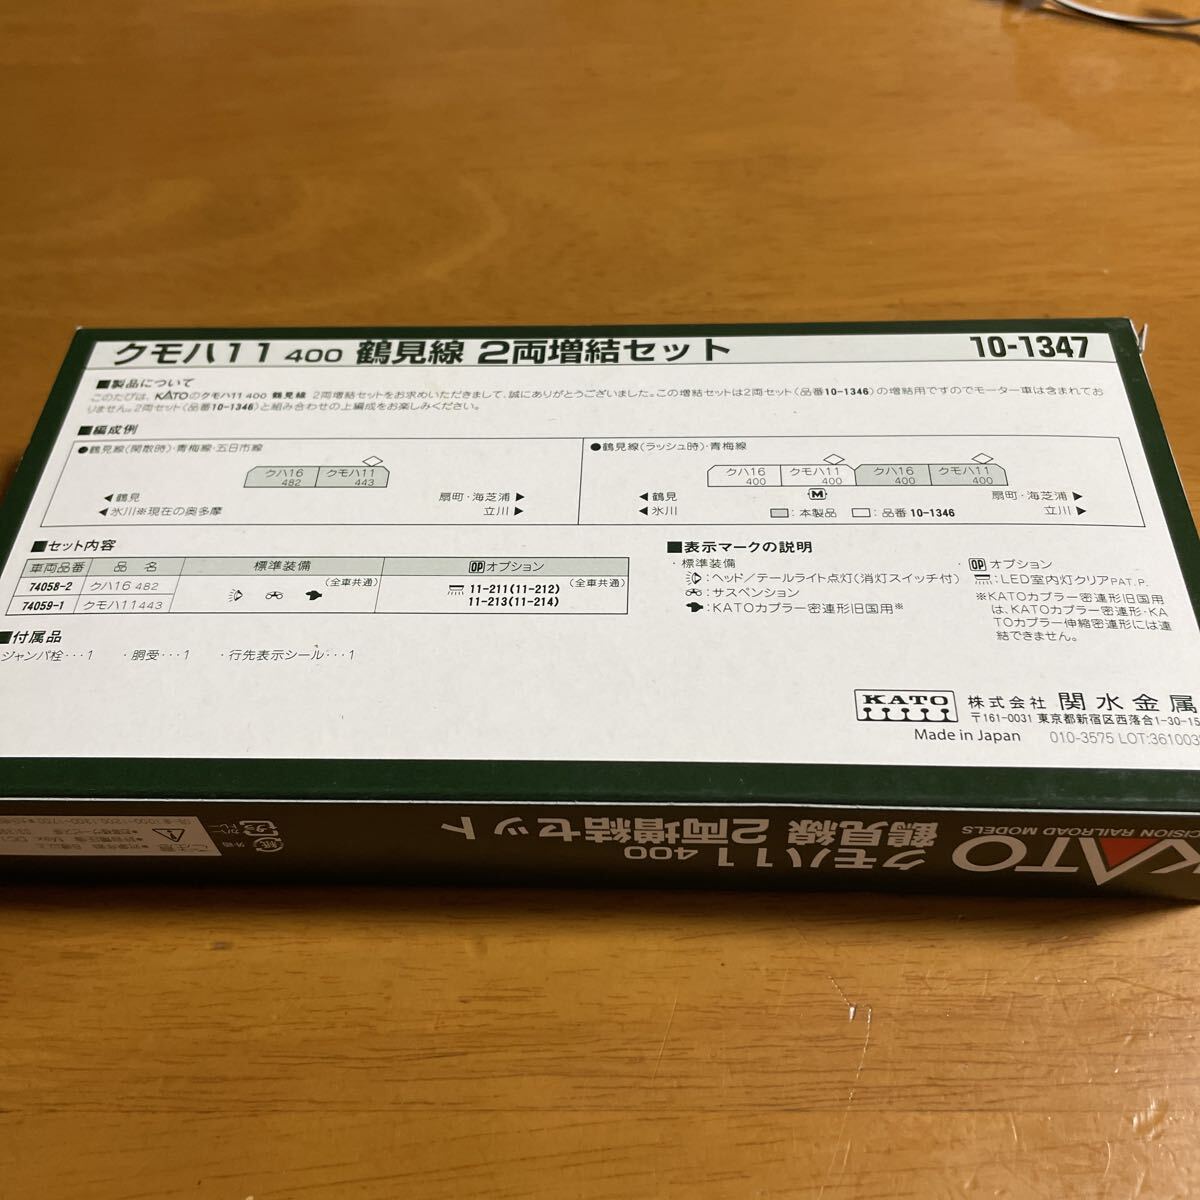 クモハ11 400 鶴見線 2両増結セット 10-1347
■製品について
このたびは、KATOのクモハ11 400 鶴見線 2両増結セットをお求めいただきまして、誠にありがとうございました。この増結セットは2両セット(品番10-1346)の増結用ですのでモーター車は含まれてお
りません。2両セット(品番10-1346)と組み合わせの上編成をお楽しみください。
■編成例
●鶴見線(閑散時)・青梅線・五日市線
クハ16 482 クモハ11 443
◀鶴見 扇町・海芝浦▶
◀氷川※現在の奥多摩 立川▶
●鶴見線(ラッシュ時)・青梅線
クハ16 400 クモハ11 400 クハ16 400 クモハ11 400
M
◀鶴見 扇町・海芝浦▶
◀氷川 :本製品 :品番10-1346 立川▶
■セット内容
車両品番 品 名 標準装備 OPオプション
74058-2 クハ16 482 (全車共通) 11-211(11-212) (全車共通)
74059-1 クモハ11 443 11-213(11-214)
■付属品
ジャンパ栓・・・1 ・胴受・・・1 ・行先表示シール・・・1
■表示マークの説明
・標準装備
:ヘッド/テールライト点灯(消灯スイッチ付)
:サスペンション
:KATOカプラー密連形旧国用※
・OPオプション
:LED室内灯クリアPAT.P.
※KATOカプラー密連形旧国用
は、KATOカプラー密連形・KA
TOカプラー伸縮密連形には連
結できません。
KATO 株式会社 関水金属
〒161-0031 東京都新宿区西落合1-30-15
Made in Japan 010-3575 LOT:361003
KATO クモハ11 400 鶴見線 2両増結セット
CISION RAILROAD MODELS
ご注意
紙
外箱